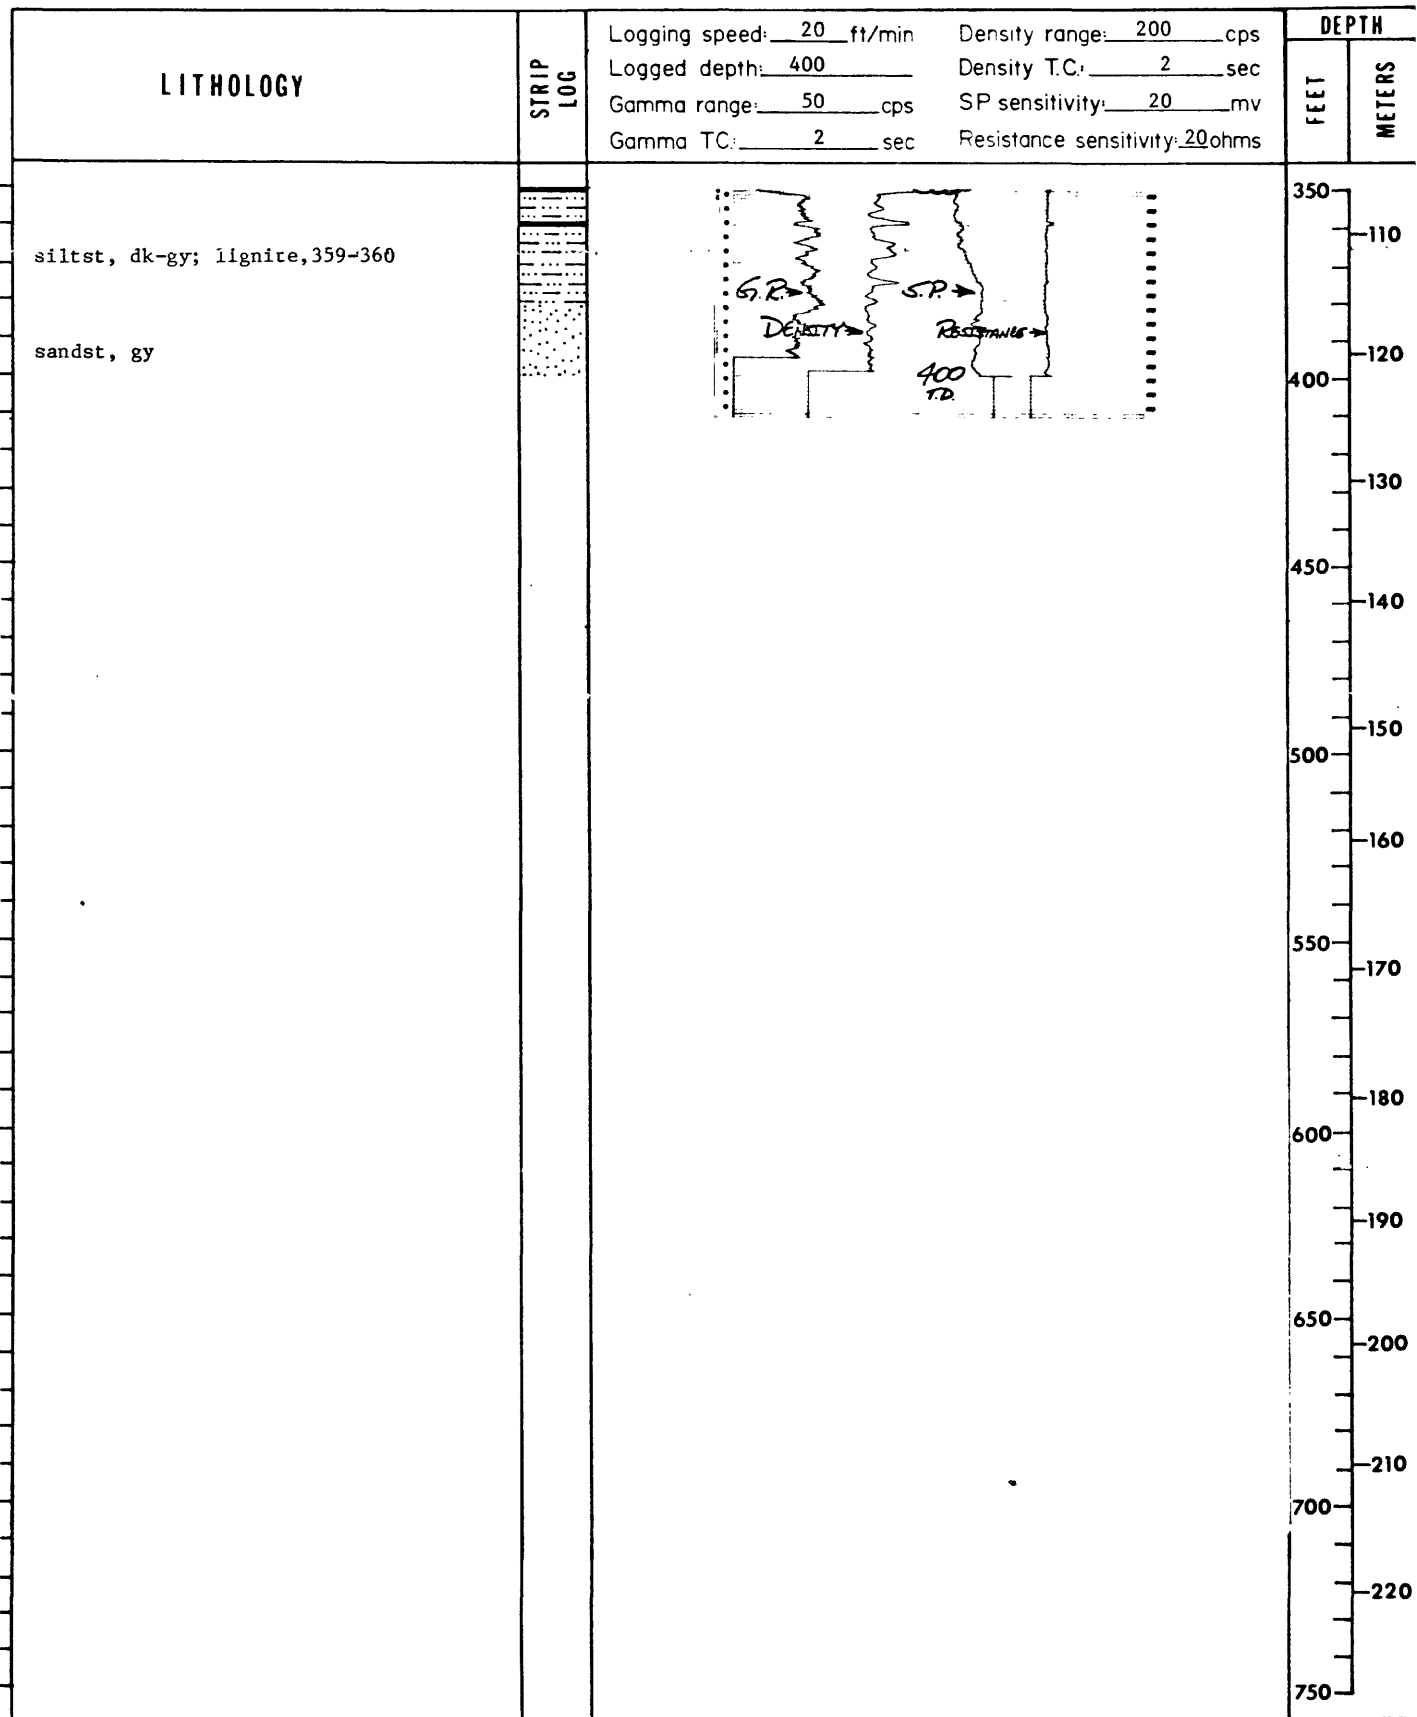 LITHOLOGY
STRIP LOG
Logging speed: 20 ft/min
Logged depth: 400
Gamma range: 50 cps
Gamma TC.: 2 sec
Density range: 200 cps
Density T.C.: 2 sec
SP sensitivity: 20 mv
Resistance sensitivity: 20 ohms
DEPTH
FEET
METERS
siltst, dk-gy; lignite,359-360
sandst, gy
G.R.
S.P.
DENSITY
RESISTANCE
400
T.D.
350
110
120
400
130
450
140
150
500
160
550
170
180
600
190
650
200
210
700
220
750